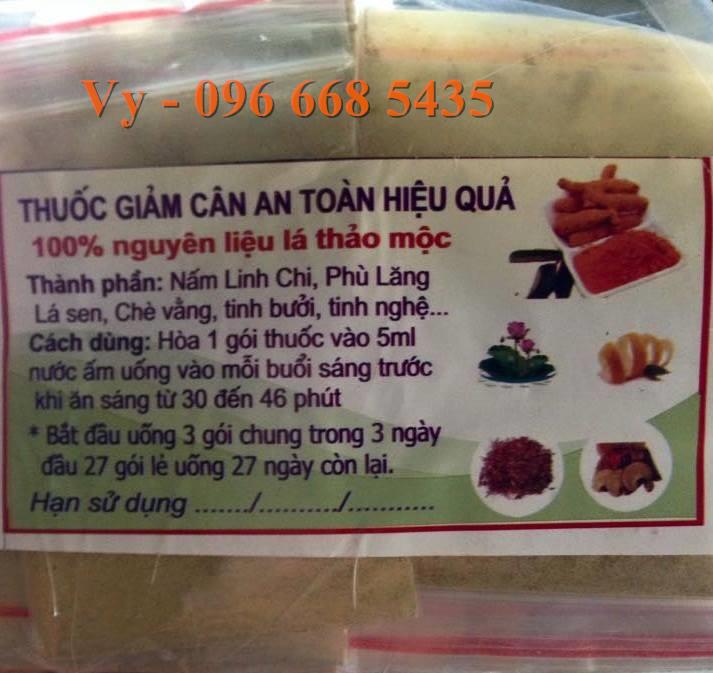 Vy - 096 668 5435
THUỐC GIẢM CÂN AN TOÀN HIỆU QUẢ
100% nguyên liệu lá thảo mộc
Thành phần: Nấm Linh Chi, Phù Lăng
Lá sen, Chè vằng, tinh bưởi, tinh nghệ...
Cách dùng: Hòa 1 gói thuốc vào 5ml
nước ấm uống vào mỗi buổi sáng trước
khi ăn sáng từ 30 đến 46 phút
* Bắt đầu uống 3 gói chung trong 3 ngày
đầu 27 gói lẻ uống 27 ngày còn lại.
Hạn sử dụng ......./........../...........